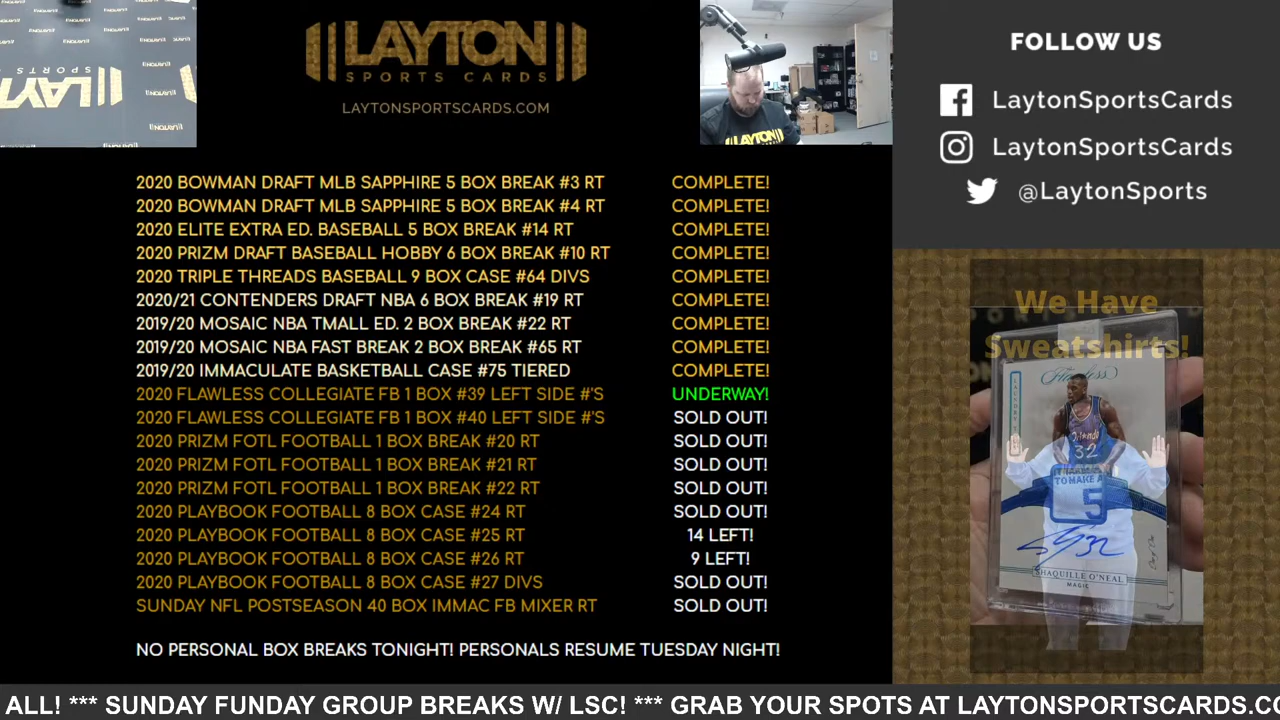 LAYTON
SPORTS CARDS
LAYTONSPORTSCARDS.COM
LAYTON
FOLLOW US
LaytonSportsCards
LaytonSportsCards
@LaytonSports
2020 BOWMAN DRAFT MLB SAPPHIRE 5 BOX BREAK #3 RT COMPLETE!
2020 BOWMAN DRAFT MLB SAPPHIRE 5 BOX BREAK #4 RT COMPLETE!
2020 ELITE EXTRA ED. BASEBALL 5 BOX BREAK #14 RT COMPLETE!
2020 PRIZM DRAFT BASEBALL HOBBY 6 BOX BREAK #10 RT COMPLETE!
2020 TRIPLE THREADS BASEBALL 9 BOX CASE #64 DIVS COMPLETE!
2020/21 CONTENDERS DRAFT NBA 6 BOX BREAK #19 RT COMPLETE!
2019/20 MOSAIC NBA TMALL ED. 2 BOX BREAK #22 RT COMPLETE!
2019/20 MOSAIC NBA FAST BREAK 2 BOX BREAK #65 RT COMPLETE!
2019/20 IMMACULATE BASKETBALL CASE #75 TIERED COMPLETE!
2020 FLAWLESS COLLEGIATE FB 1 BOX #39 LEFT SIDE #'S UNDERWAY!
2020 FLAWLESS COLLEGIATE FB 1 BOX #40 LEFT SIDE #'S SOLD OUT!
2020 PRIZM FOTL FOOTBALL 1 BOX BREAK #20 RT SOLD OUT!
2020 PRIZM FOTL FOOTBALL 1 BOX BREAK #21 RT SOLD OUT!
2020 PRIZM FOTL FOOTBALL 1 BOX BREAK #22 RT SOLD OUT!
2020 PLAYBOOK FOOTBALL 8 BOX CASE #24 RT SOLD OUT!
2020 PLAYBOOK FOOTBALL 8 BOX CASE #25 RT 14 LEFT!
2020 PLAYBOOK FOOTBALL 8 BOX CASE #26 RT 9 LEFT!
2020 PLAYBOOK FOOTBALL 8 BOX CASE #27 DIVS SOLD OUT!
SUNDAY NFL POSTSEASON 40 BOX IMMAC FB MIXER RT SOLD OUT!
NO PERSONAL BOX BREAKS TONIGHT! PERSONALS RESUME TUESDAY NIGHT!
We Have
Sweatshirts!
Flawless
Orlando
32
TO MAKE A
5
SHAQUILLE O'NEAL
MAGIC
ALL! *** SUNDAY FUNDAY GROUP BREAKS W/ LSC! *** GRAB YOUR SPOTS AT LAYTONSPORTSCARDS.CO